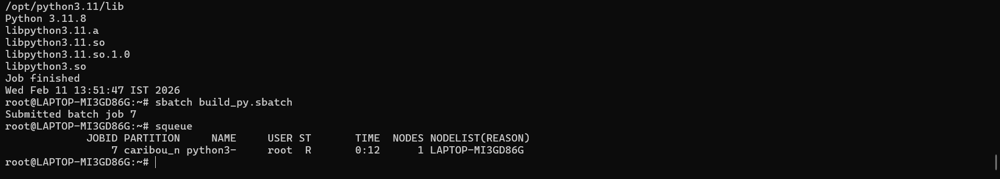 /opt/python3.11/lib
Python 3.11.8
libpython3.11.a
libpython3.11.so
libpython3.11.so.1.0
libpython3.so
Job finished
Wed Feb 11 13:51:47 IST 2026
root@LAPTOP-MI3GD86G:~# sbatch build_py.sbatch
Submitted batch job 7
root@LAPTOP-MI3GD86G:~# squeue
             JOBID PARTITION     NAME     USER ST       TIME  NODES NODELIST(REASON)
                 7 caribou_n python3-     root  R       0:12      1 LAPTOP-MI3GD86G
root@LAPTOP-MI3GD86G:~#